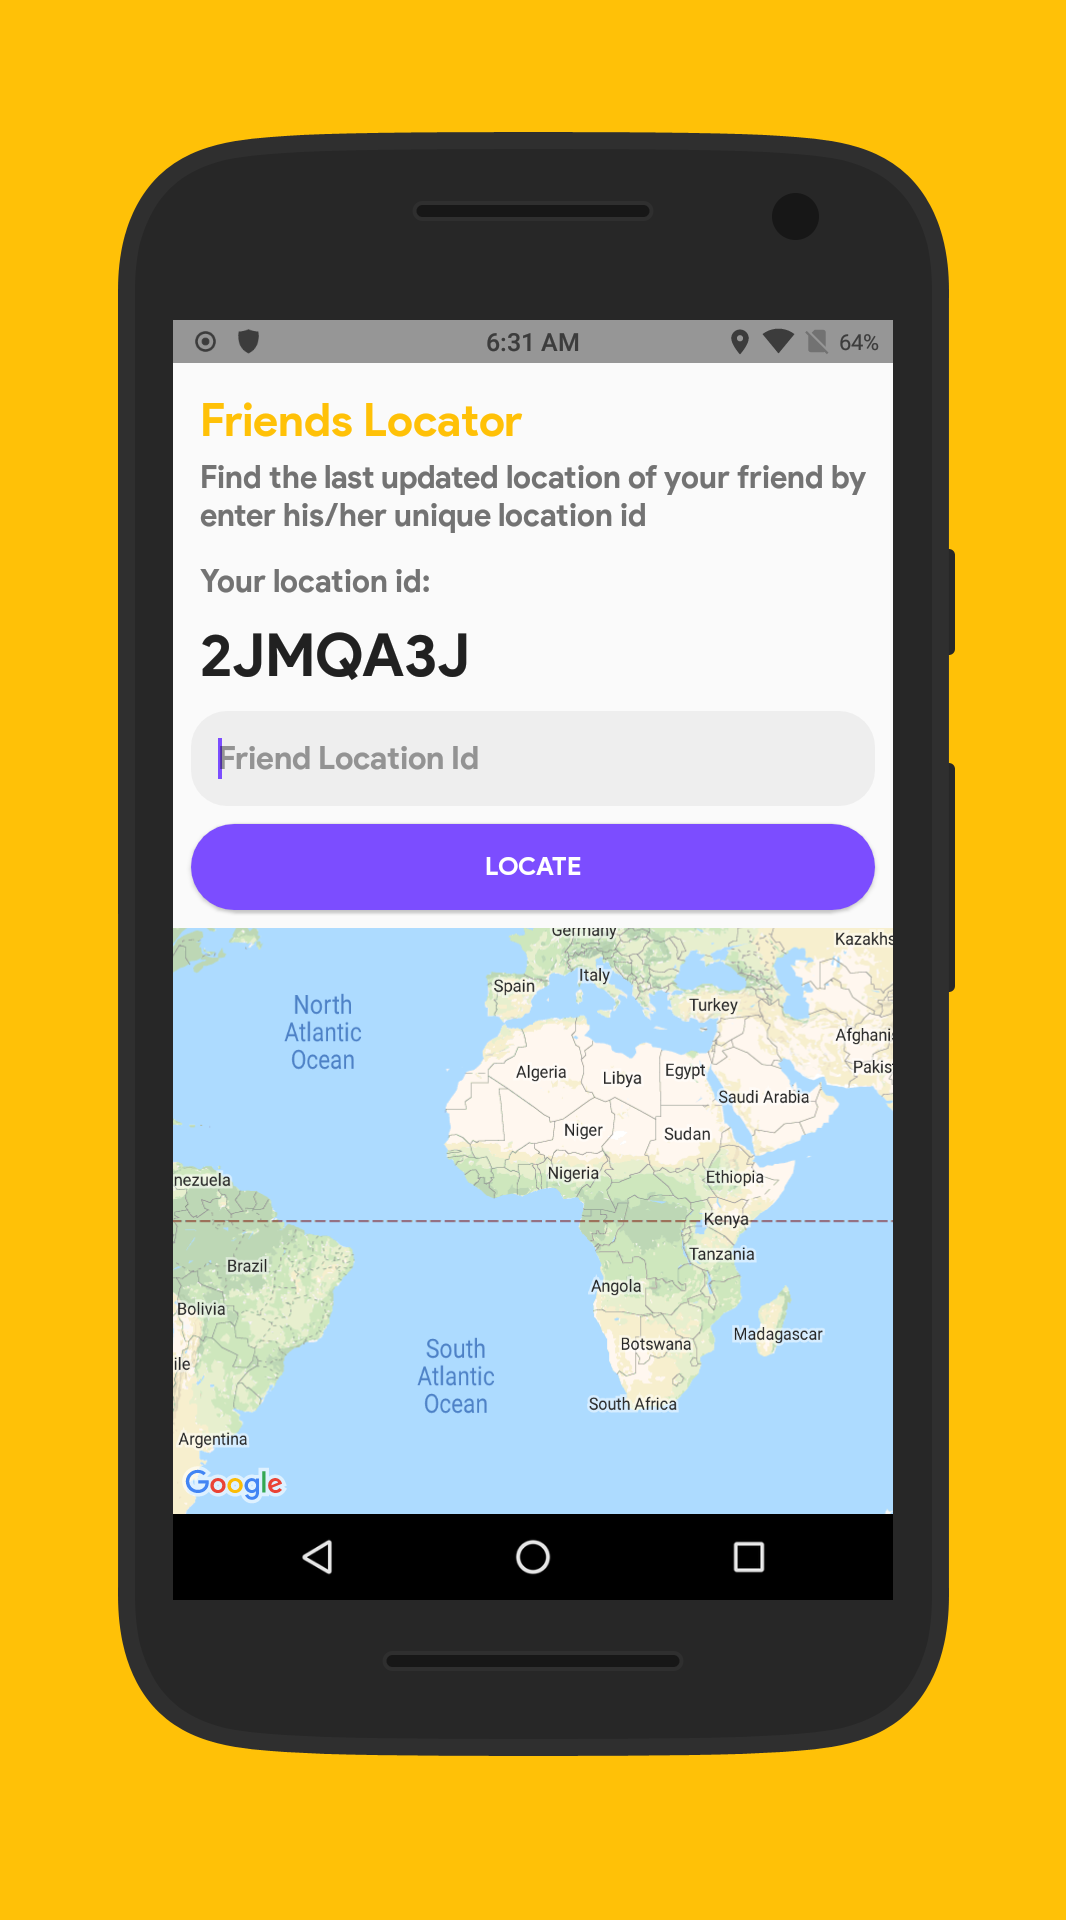 6:31 AM
64%
Friends Locator
Find the last updated location of your friend by
enter his/her unique location id
Your location id:
2JMQA3J
Friend Location Id
LOCATE
Germany
Kazakhs
Italy
Spain
North
Atlantic
Ocean
Turkey
Afghanis
Algeria
Libya
Egypt
Pakis
Saudi Arabia
Niger
Sudan
nezuela
Nigeria
Ethiopia
Kenya
Tanzania
Brazil
Angola
Bolivia
Madagascar
Botswana
South
Atlantic
Ocean
ile
South Africa
Argentina
Google